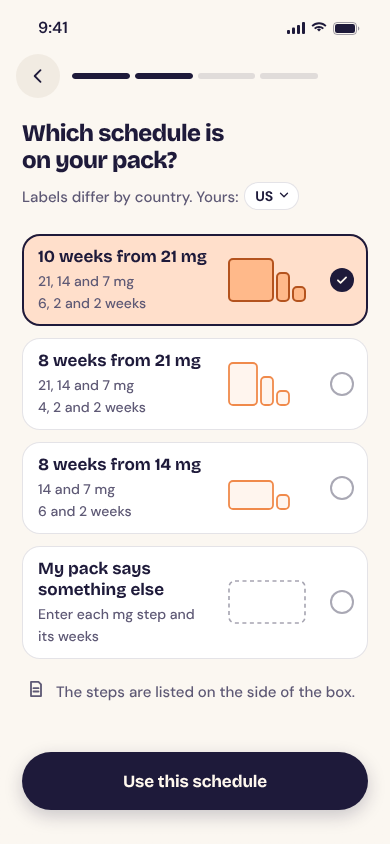 9:41
Which schedule is
on your pack?
Labels differ by country. Yours: US
10 weeks from 21 mg
21, 14 and 7 mg
6, 2 and 2 weeks
8 weeks from 21 mg
21, 14 and 7 mg
4, 2 and 2 weeks
8 weeks from 14 mg
14 and 7 mg
6 and 2 weeks
My pack says
something else
Enter each mg step and
its weeks
The steps are listed on the side of the box.
Use this schedule